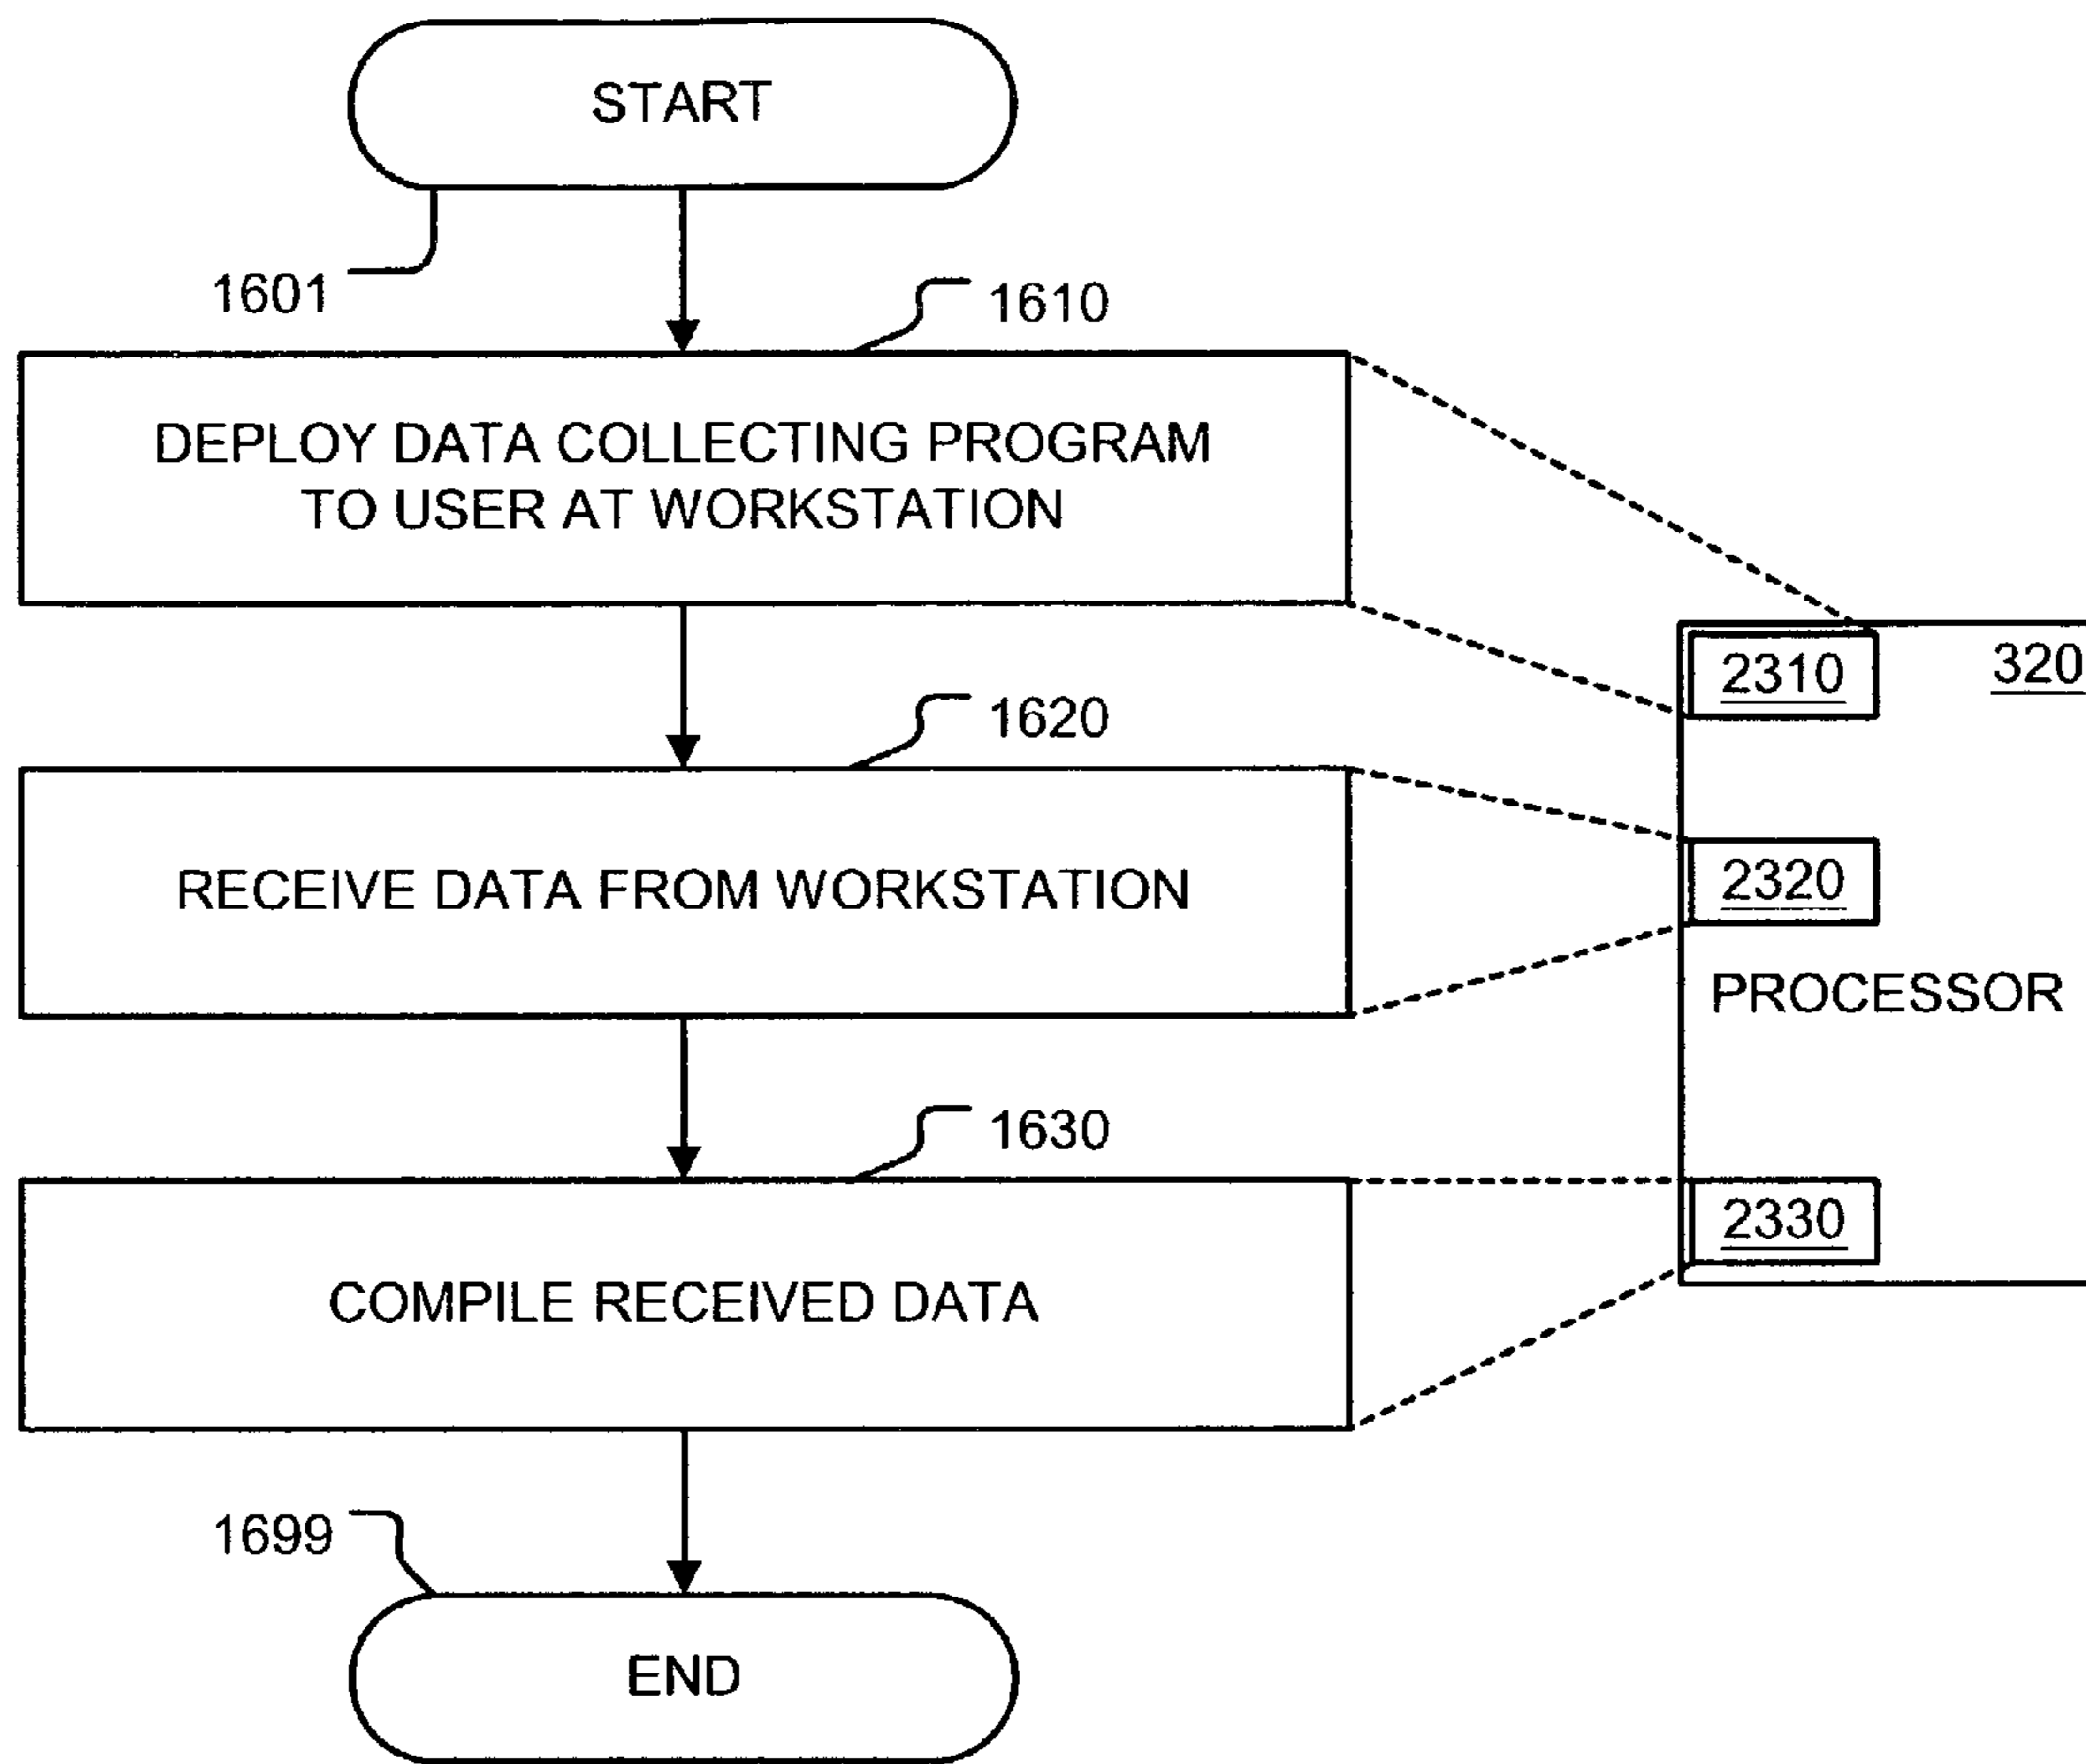 START
1601
1610
DEPLOY DATA COLLECTING PROGRAM
TO USER AT WORKSTATION
2310
320
1620
RECEIVE DATA FROM WORKSTATION
2320
PROCESSOR
1630
COMPILE RECEIVED DATA
2330
1699
END